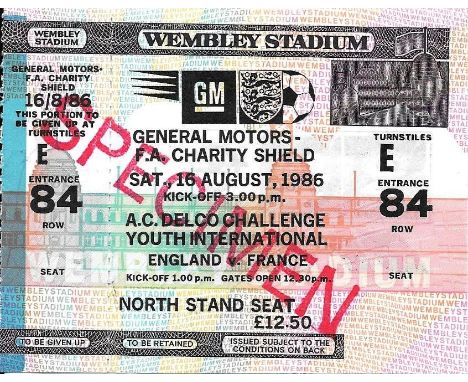 WEMBLEY
STADIUM
WEMBLEY STADIUM
GENERAL MOTORS-
F.A. CHARITY
SHIELD
16/8/86
THIS PORTION TO
BE GIVEN UP AT
TURNSTILES
E
ENTRANCE
84
ROW
SEAT
TO BE GIVEN UP
GM
GENERAL MOTORS-
F.A. CHARITY SHIELD
SAT., 16 AUGUST, 1986
KICK-OFF 3.00 p.m.
A.C. DELCO CHALLENGE
YOUTH INTERNATIONAL
ENGLAND v. FRANCE
KICK-OFF 1.00 p.m. GATES OPEN 12.30 p.m.
NORTH STAND SEAT
£12.50
TURNSTILES
E
ENTRANCE
84
ROW
SEAT
TO BE RETAINED
ISSUED SUBJECT TO THE
CONDITIONS ON BACK
SPECIMEN
WEMBLEY STADIUM